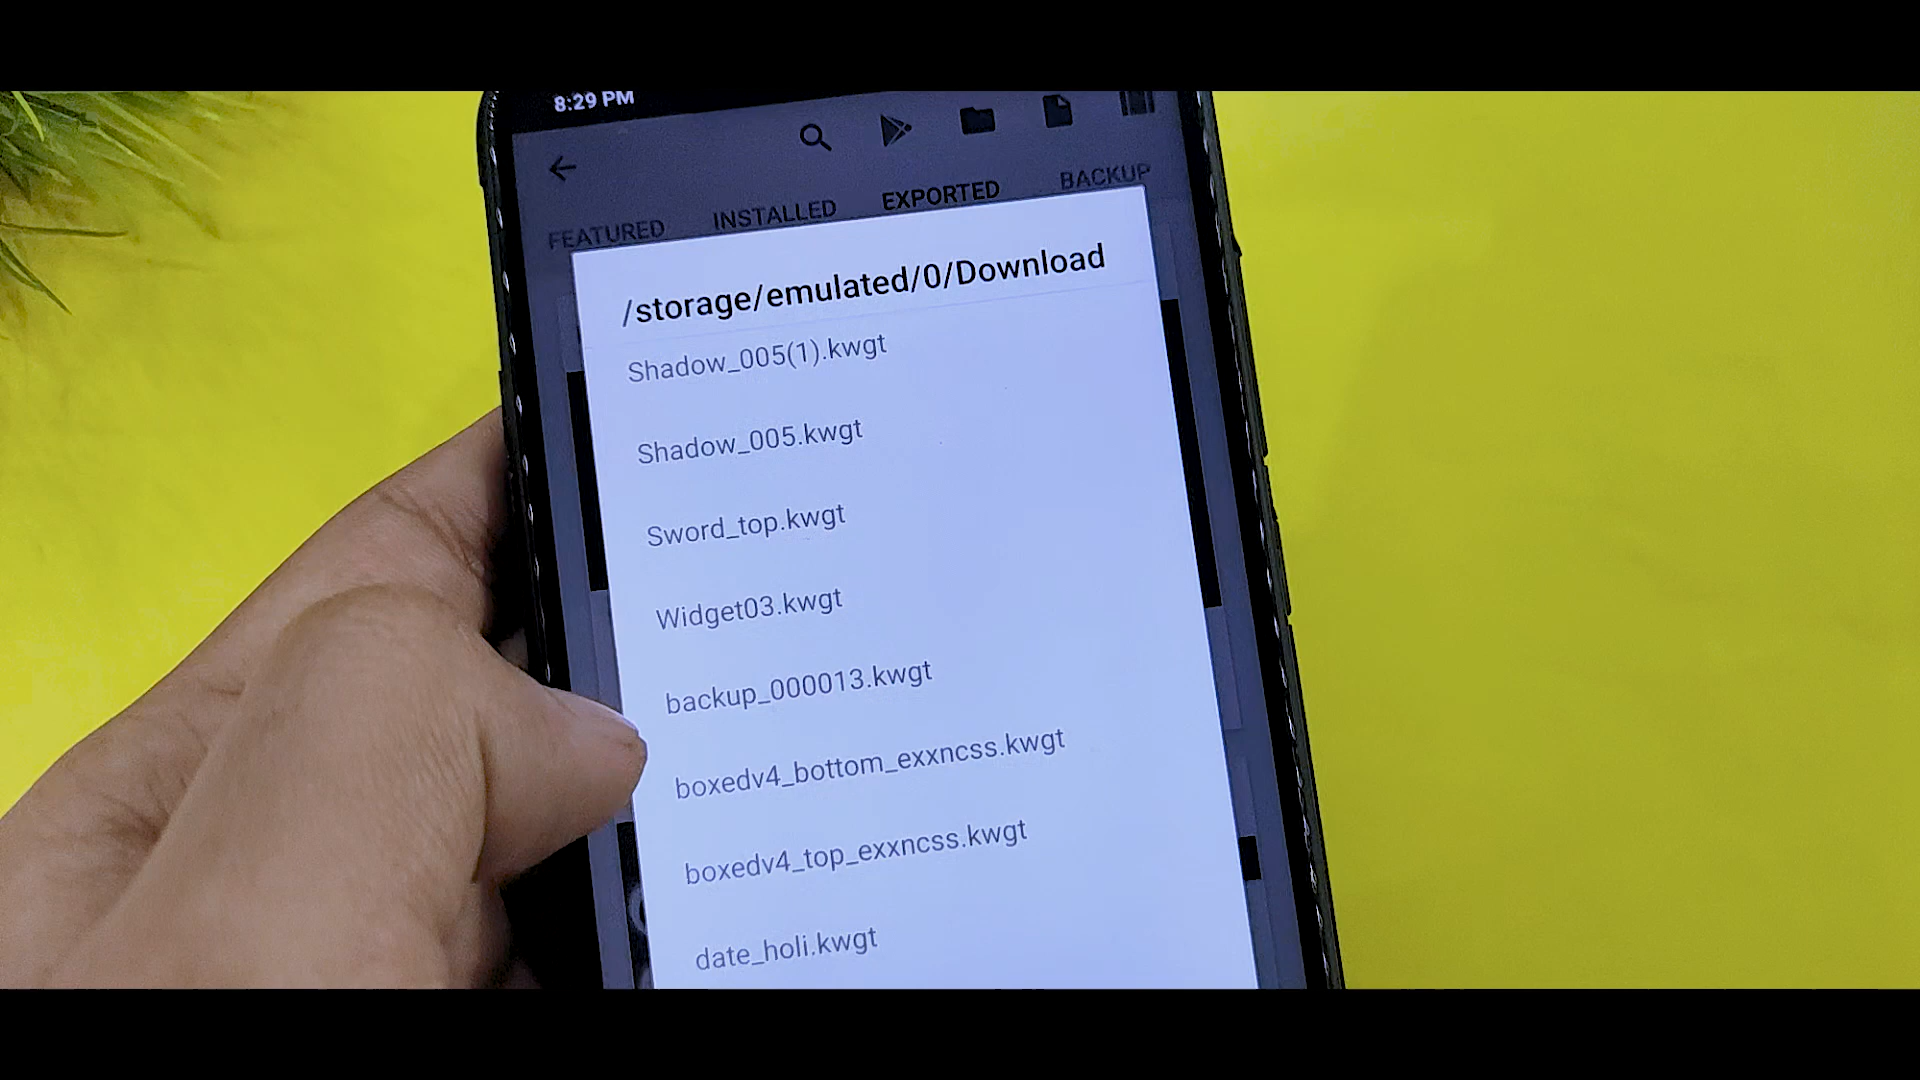 8:29 PM
FEATURED INSTALLED EXPORTED BACKUP
/storage/emulated/0/Download
Shadow_005(1).kwgt
Shadow_005.kwgt
Sword_top.kwgt
Widget03.kwgt
backup_000013.kwgt
boxedv4_bottom_exxncss.kwgt
boxedv4_top_exxncss.kwgt
date_holi.kwgt